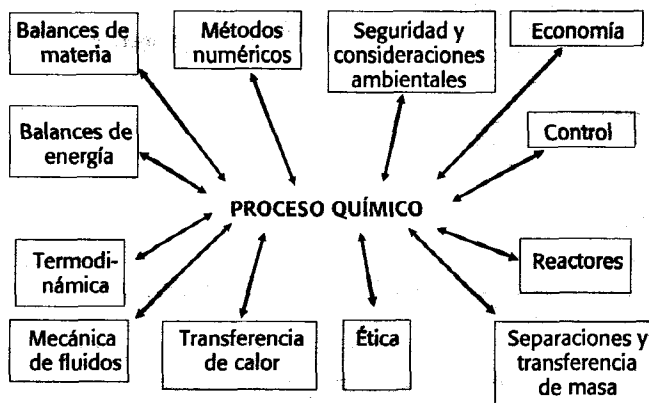 Balances de
materia
Métodos
numéricos
Seguridad y
consideraciones
ambientales
Economía
Balances de
energía
Control
PROCESO QUÍMICO
Termodi-
námica
Reactores
Mecánica
de fluidos
Transferencia
de calor
Ética
Separaciones y
transferencia
de masa